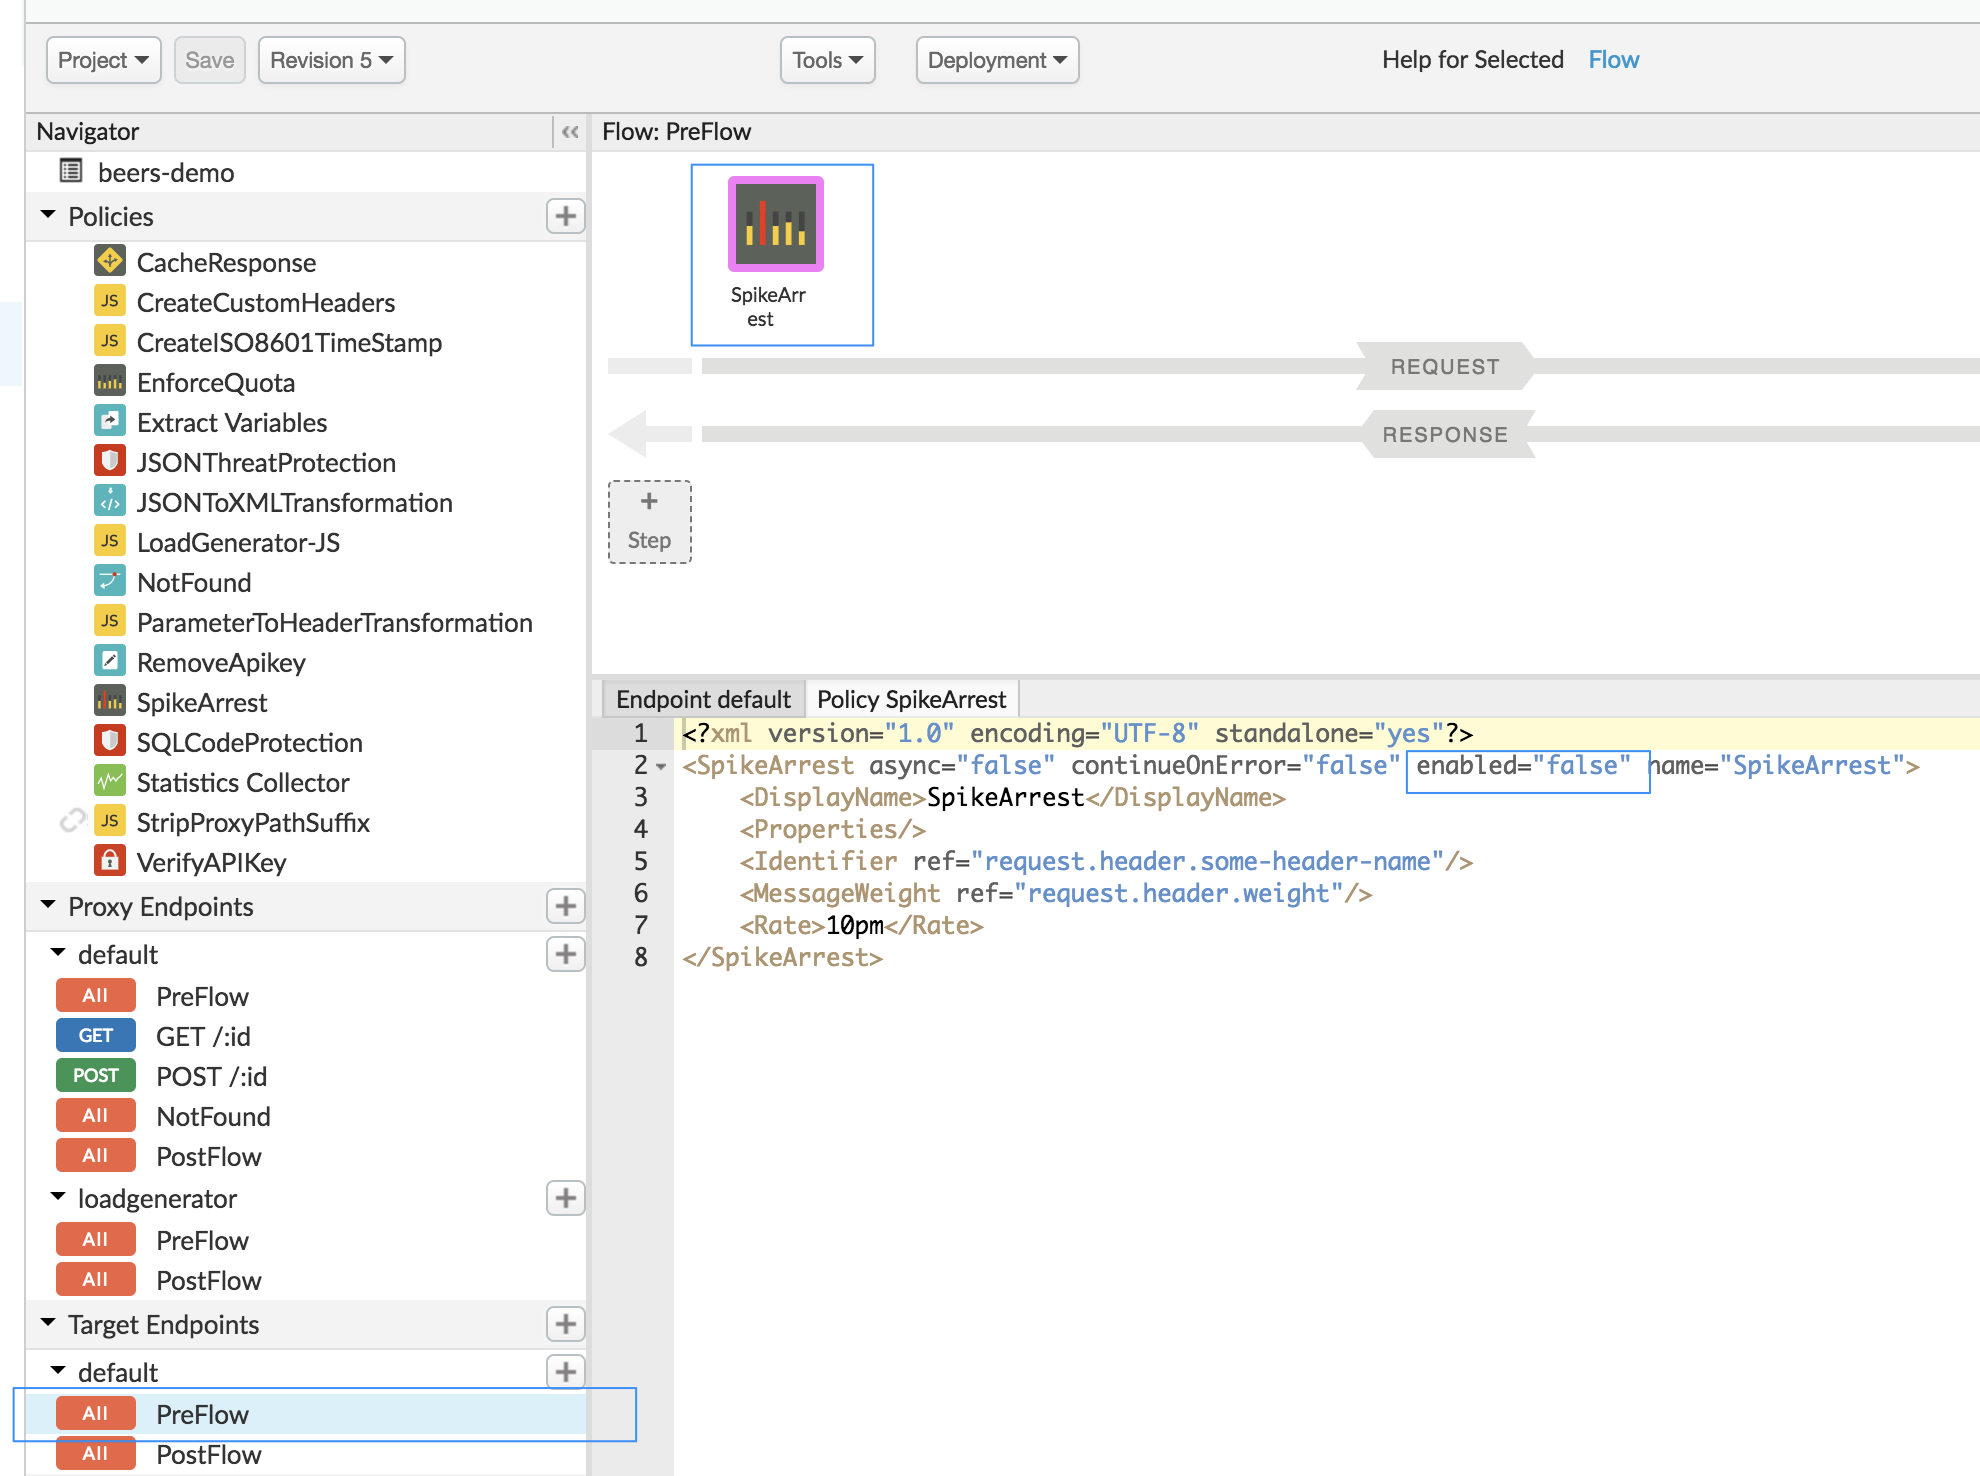 Project Save Revision 5 Tools Deployment Help for Selected Flow
Navigator «
beers-demo
Policies +
CacheResponse
JS CreateCustomHeaders
JS CreateISO8601TimeStamp
EnforceQuota
Extract Variables
JSONThreatProtection
</> JSONToXMLTransformation
JS LoadGenerator-JS
NotFound
JS ParameterToHeaderTransformation
RemoveApikey
SpikeArrest
SQLCodeProtection
Statistics Collector
JS StripProxyPathSuffix
VerifyAPIKey
Proxy Endpoints +
default +
All PreFlow
GET GET /:id
POST POST /:id
All NotFound
All PostFlow
loadgenerator +
All PreFlow
All PostFlow
Target Endpoints +
default +
All PreFlow
All PostFlow
Flow: PreFlow
SpikeArr
est
REQUEST
RESPONSE
+
Step
Endpoint default Policy SpikeArrest
1 <?xml version="1.0" encoding="UTF-8" standalone="yes"?>
2 <SpikeArrest async="false" continueOnError="false" enabled="false" name="SpikeArrest">
3 <DisplayName>SpikeArrest</DisplayName>
4 <Properties/>
5 <Identifier ref="request.header.some-header-name"/>
6 <MessageWeight ref="request.header.weight"/>
7 <Rate>10pm</Rate>
8 </SpikeArrest>